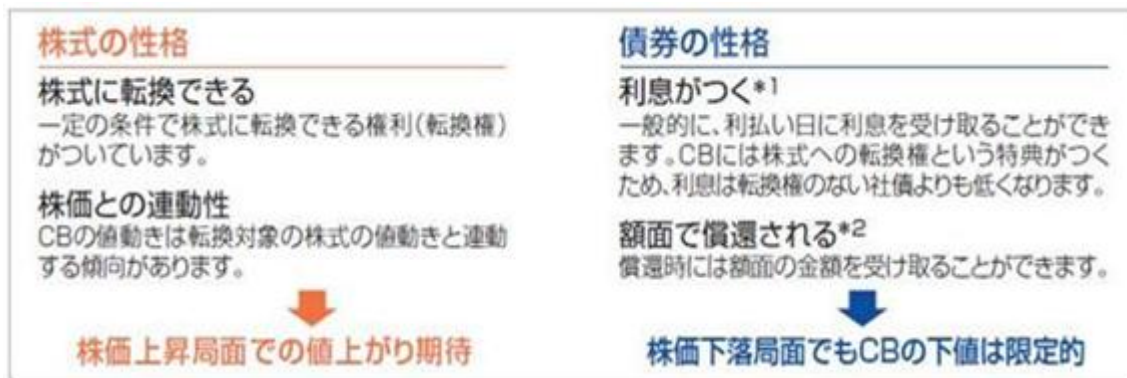 株式の性格
株式に転換できる
一定の条件で株式に転換できる権利(転換権)
がついています。
株価との連動性
CBの値動きは転換対象の株式の値動きと連動
する傾向があります。
株価上昇局面での値上がり期待
債券の性格
利息がつく*1
一般的に、利払い日に利息を受け取ることができ
ます。CBには株式への転換権という特典がつく
ため、利息は転換権のない社債よりも低くなります。
額面で償還される*2
償還時には額面の金額を受け取ることができます。
株価下落局面でもCBの下値は限定的